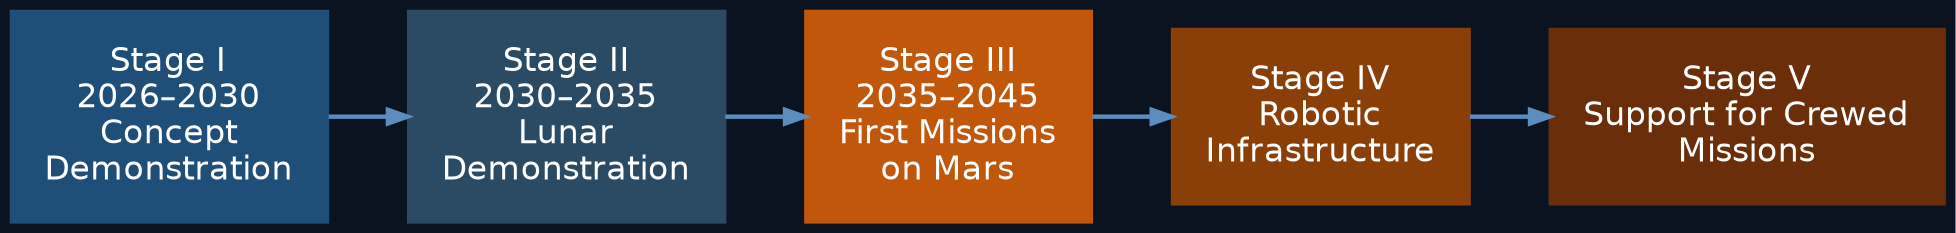 Stage I
2026–2030
Concept
Demonstration
Stage II
2030–2035
Lunar
Demonstration
Stage III
2035–2045
First Missions
on Mars
Stage IV
Robotic
Infrastructure
Stage V
Support for Crewed
Missions